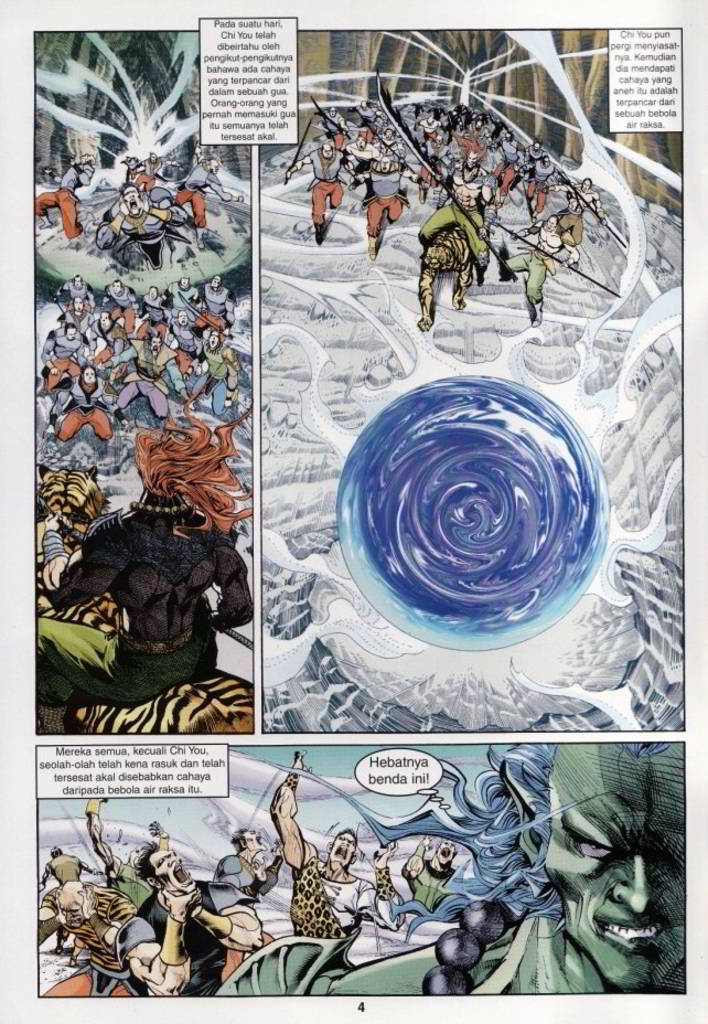 Pada suatu hari,
Chi You telah
dibeirtahu oleh
pengikut-pengikutnya
bahawa ada cahaya
yang terpancar dari
dalam sebuah gua.
Orang-orang yang
pernah memasuki gua
itu semuanya telah
tersesat akal.
Chi You pun
pergi menyiasat-
nya. Kemudian
dia mendapati
cahaya yang
aneh itu adalah
terpancar dari
sebuah bebola
air raksa.
Mereka semua, kecuali Chi You,
seolah-olah telah kena rasuk dan telah
tersesat akal disebabkan cahaya
daripada bebola air raksa itu.
Hebatnya
benda ini!
4